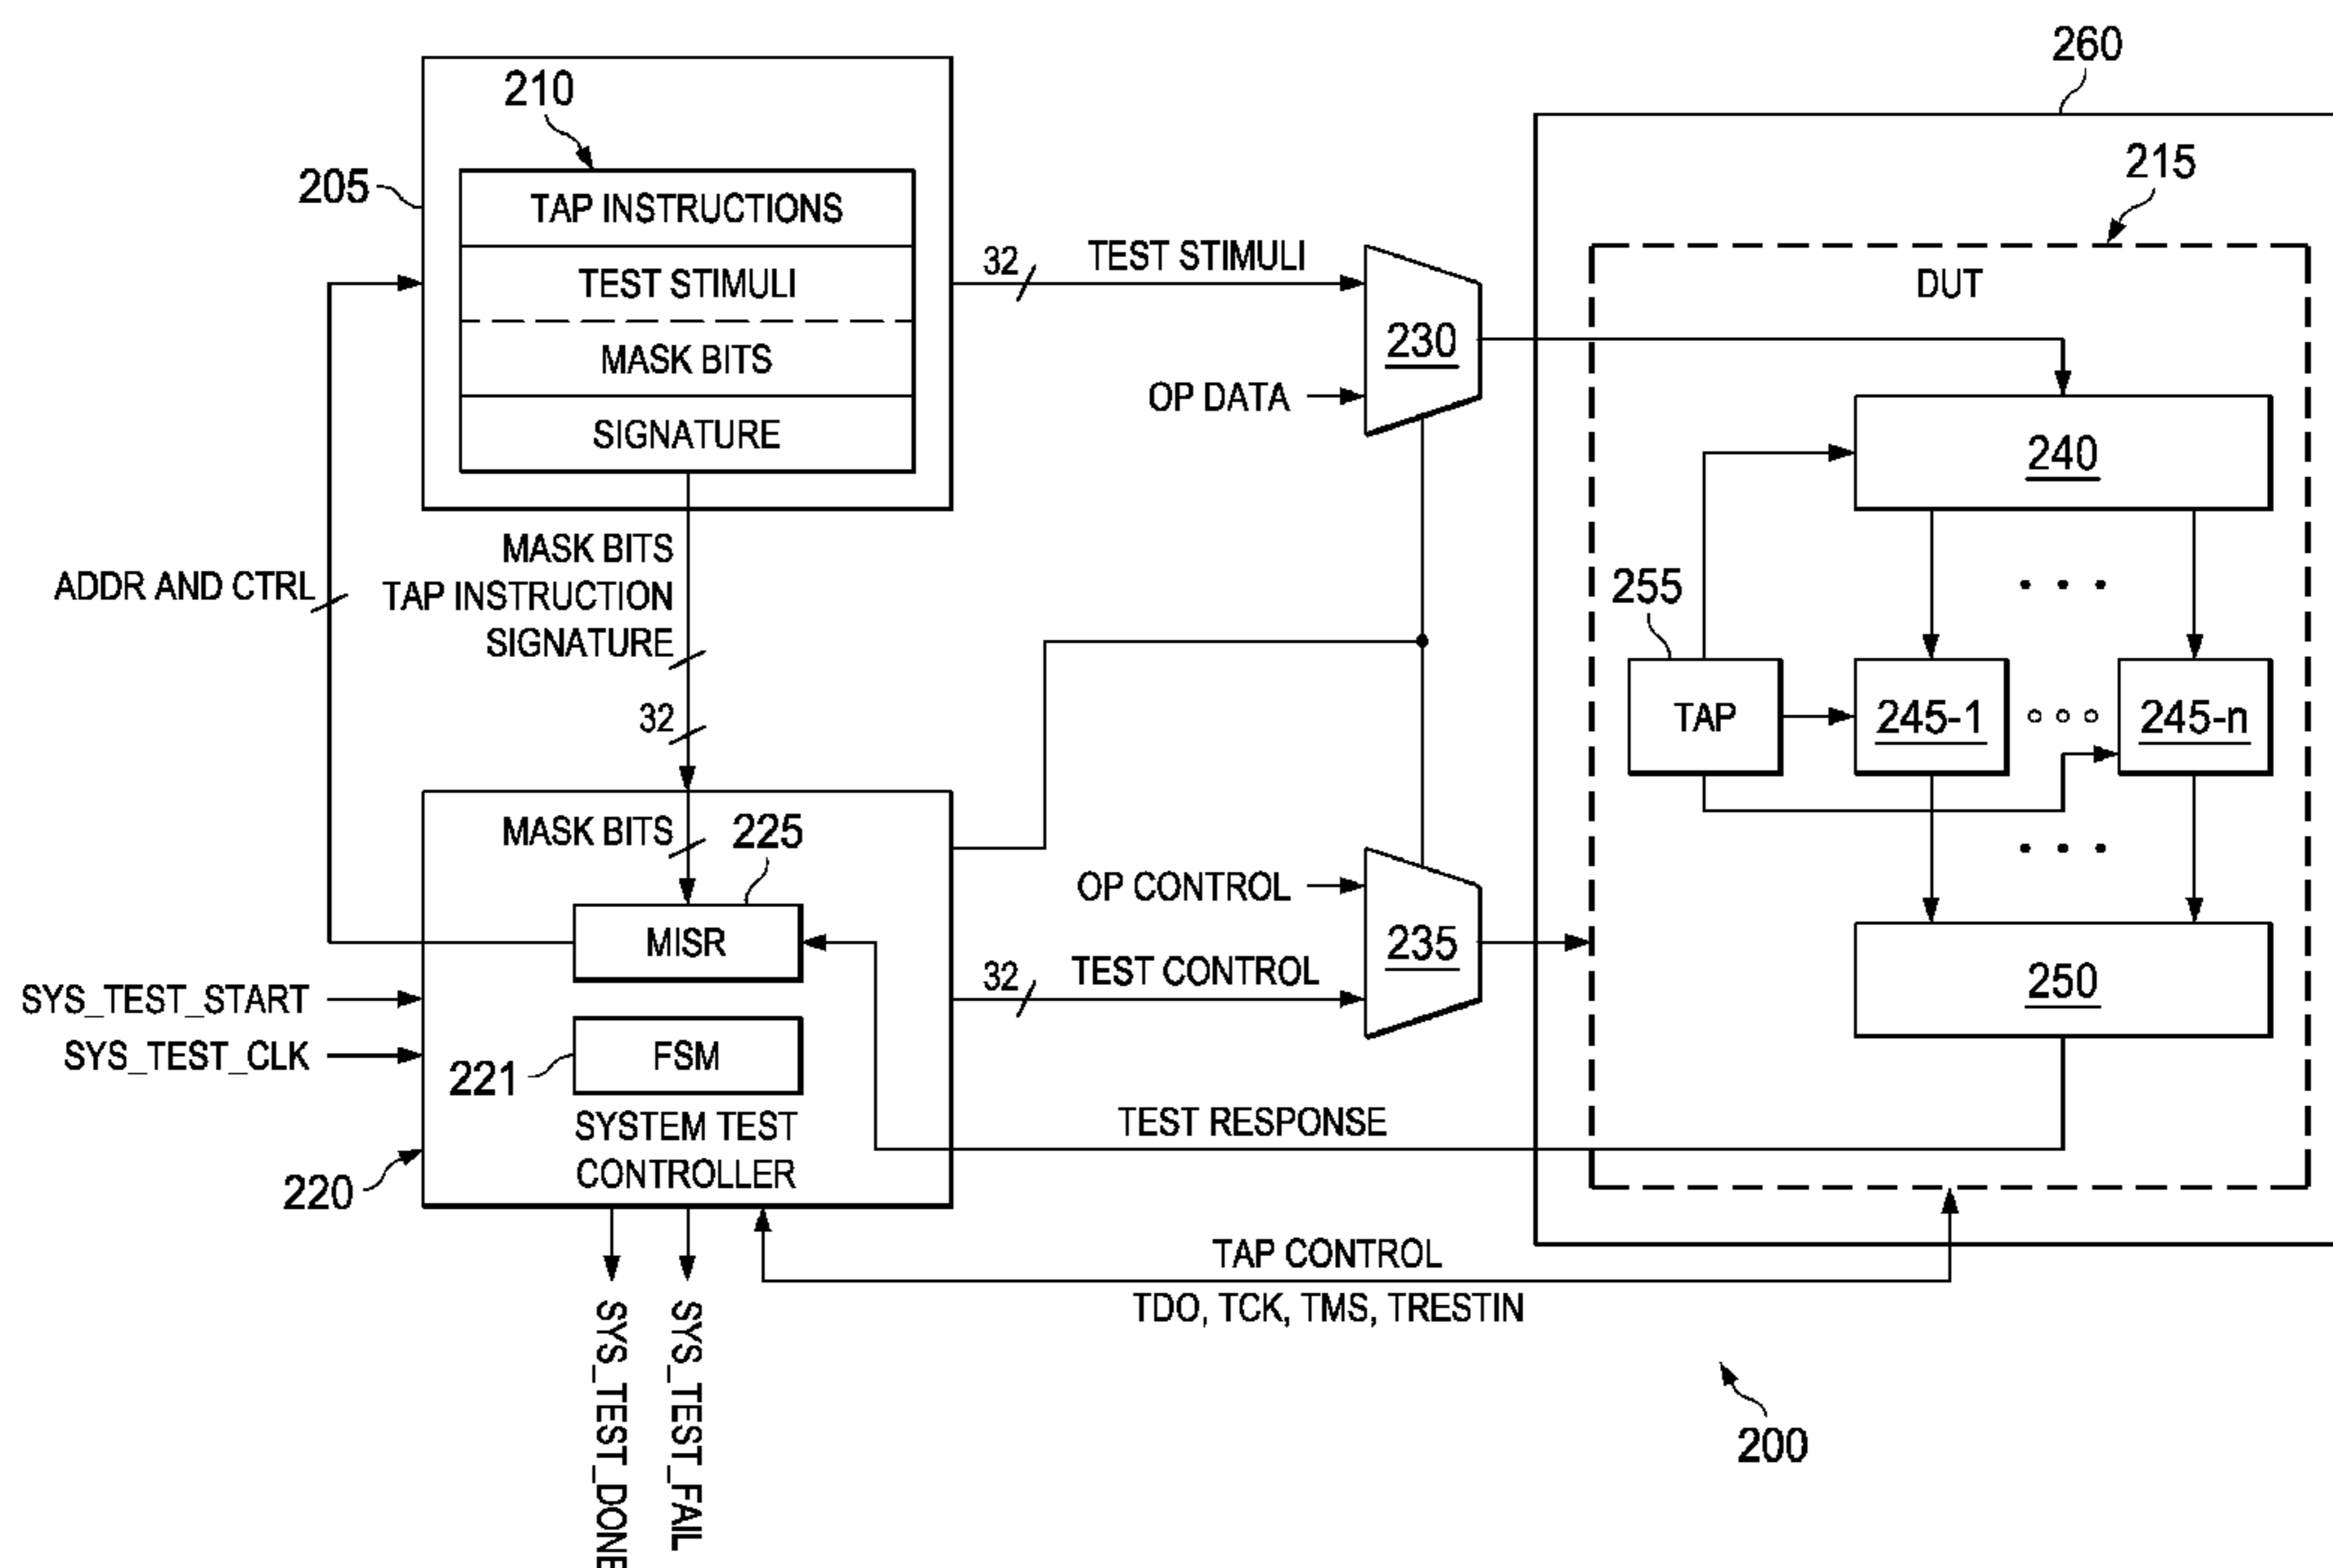 260
210
215
205
TAP INSTRUCTIONS
TEST STIMULI
MASK BITS
SIGNATURE
32
TEST STIMULI
230
OP DATA
DUT
240
ADDR AND CTRL
MASK BITS
TAP INSTRUCTION
SIGNATURE
32
255
TAP
245-1
245-n
MASK BITS
225
MISR
OP CONTROL
235
32
TEST CONTROL
250
SYS_TEST_START
SYS_TEST_CLK
221
FSM
SYSTEM TEST
CONTROLLER
220
TEST RESPONSE
TAP CONTROL
TDO, TCK, TMS, TRESTIN
SYS_TEST_DONE
SYS_TEST_FAIL
200